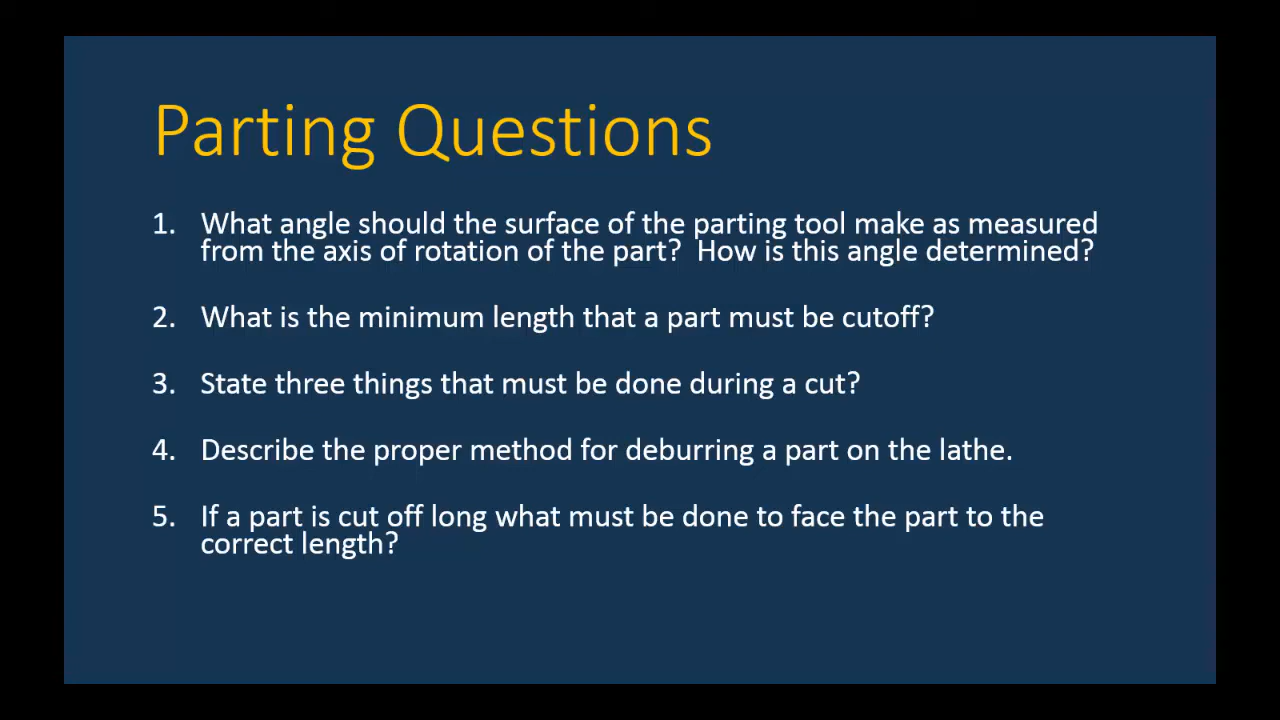 Parting Questions
1. What angle should the surface of the parting tool make as measured
from the axis of rotation of the part?  How is this angle determined?
2. What is the minimum length that a part must be cutoff?
3. State three things that must be done during a cut?
4. Describe the proper method for deburring a part on the lathe.
5. If a part is cut off long what must be done to face the part to the
correct length?